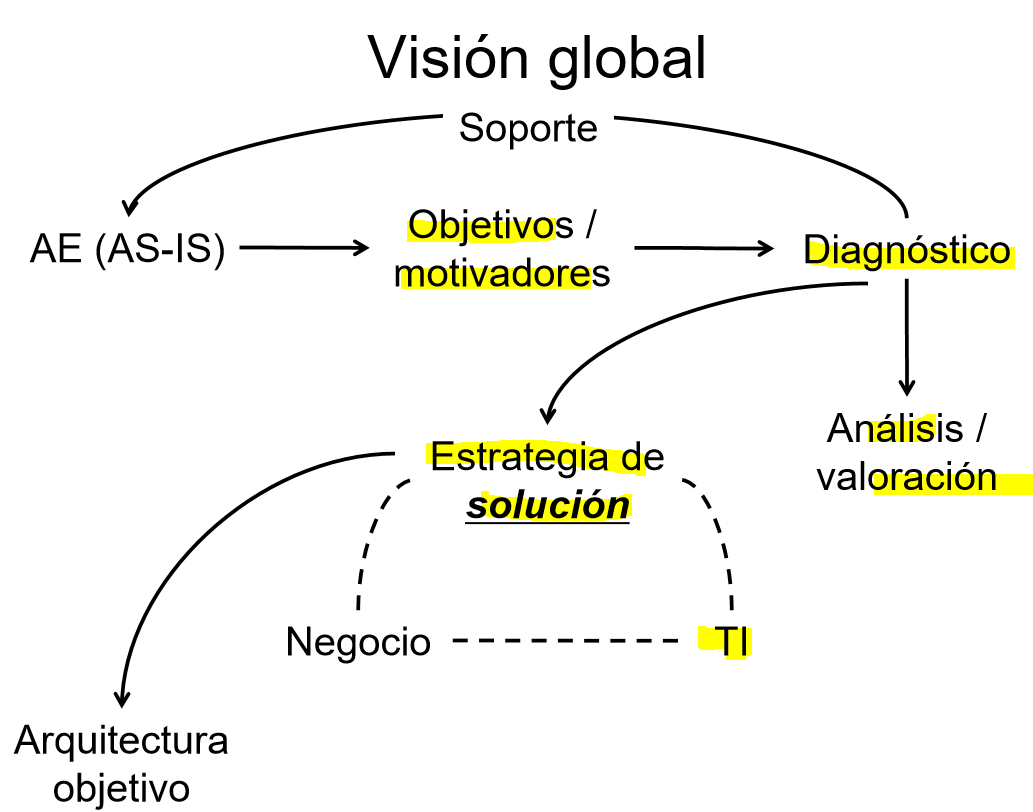 Visión global
Soporte
AE (AS-IS)
Objetivos /
motivadores
Diagnóstico
Estrategia de
solución
Análisis /
valoración
Negocio
TI
Arquitectura
objetivo